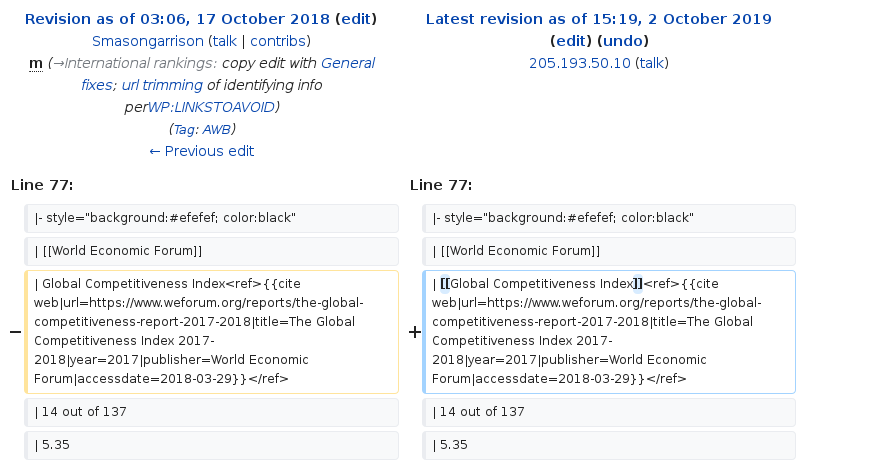 Revision as of 03:06, 17 October 2018 (edit)
Smasongarrison (talk | contribs)
m (→International rankings: copy edit with General
fixes; url trimming of identifying info
perWP:LINKSTOAVOID)
(Tag: AWB)
← Previous edit
Latest revision as of 15:19, 2 October 2019
(edit) (undo)
205.193.50.10 (talk)
Line 77:
Line 77:
|- style="background:#efefef; color:black"
|- style="background:#efefef; color:black"
| [[World Economic Forum]]
| [[World Economic Forum]]
−
| Global Competitiveness Index<ref>{{cite
web|url=https://www.weforum.org/reports/the-global-
competitiveness-report-2017-2018|title=The Global
Competitiveness Index 2017-
2018|year=2017|publisher=World Economic
Forum|accessdate=2018-03-29}}</ref>
+
| [[Global Competitiveness Index]]<ref>{{cite
web|url=https://www.weforum.org/reports/the-global-
competitiveness-report-2017-2018|title=The Global
Competitiveness Index 2017-
2018|year=2017|publisher=World Economic
Forum|accessdate=2018-03-29}}</ref>
| 14 out of 137
| 14 out of 137
| 5.35
| 5.35